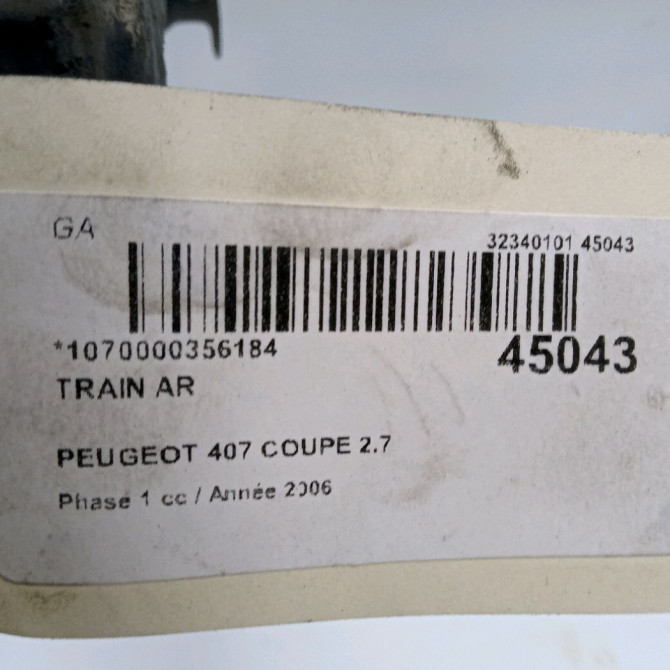 GA
32340101 45043
*1070000356184
45043
TRAIN AR
PEUGEOT 407 COUPE 2.7
Phase 1 cc / Année 2006